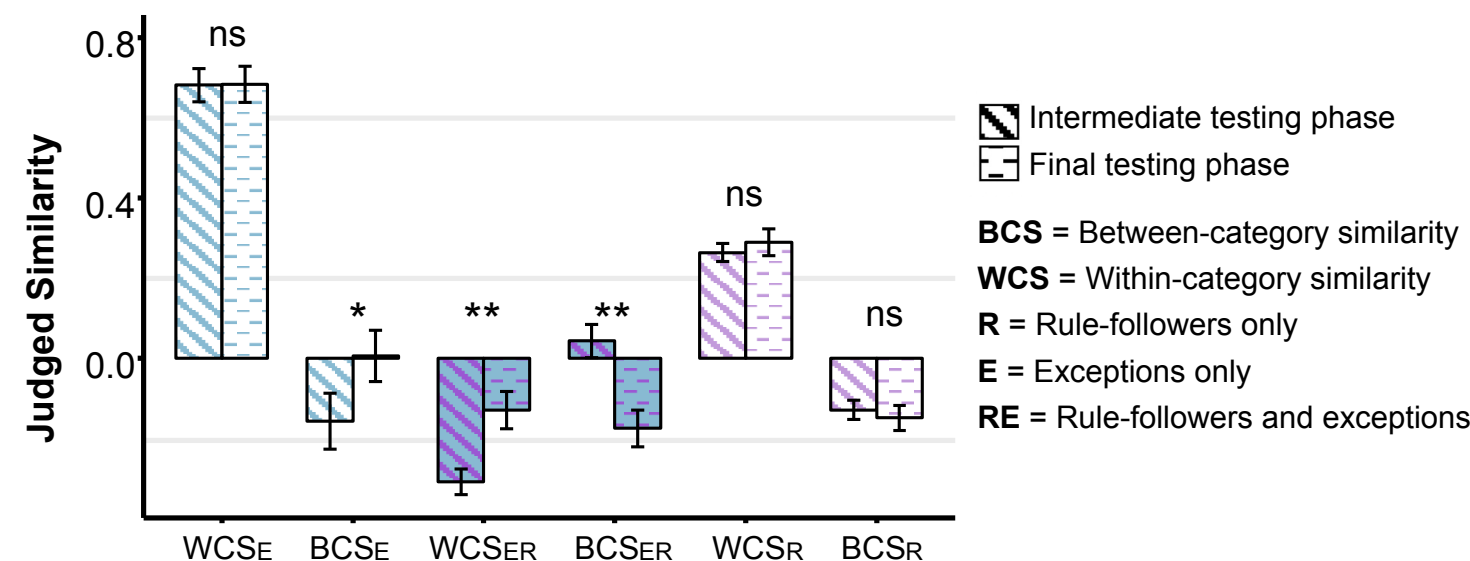 Judged Similarity
0.8
0.4
0.0
ns
*
**
**
ns
ns
WCSE
BCSE
WCSER
BCSER
WCSR
BCSR
Intermediate testing phase
Final testing phase
BCS = Between-category similarity
WCS = Within-category similarity
R = Rule-followers only
E = Exceptions only
RE = Rule-followers and exceptions